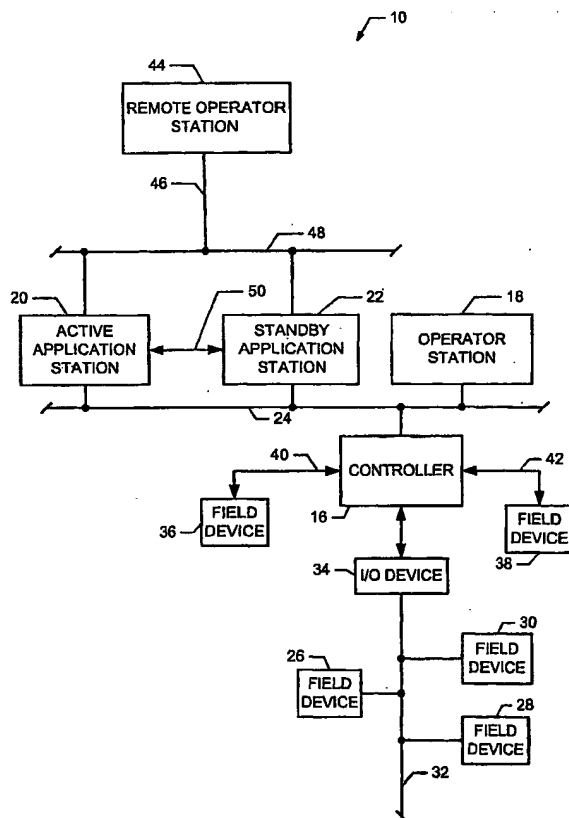 10
44
REMOTE OPERATOR
STATION
46
48
20
50
22
18
ACTIVE
APPLICATION
STATION
STANDBY
APPLICATION
STATION
OPERATOR
STATION
24
40
42
CONTROLLER
36
FIELD
DEVICE
16
FIELD
DEVICE
38
34
I/O DEVICE
30
26
FIELD
DEVICE
FIELD
DEVICE
28
FIELD
DEVICE
32